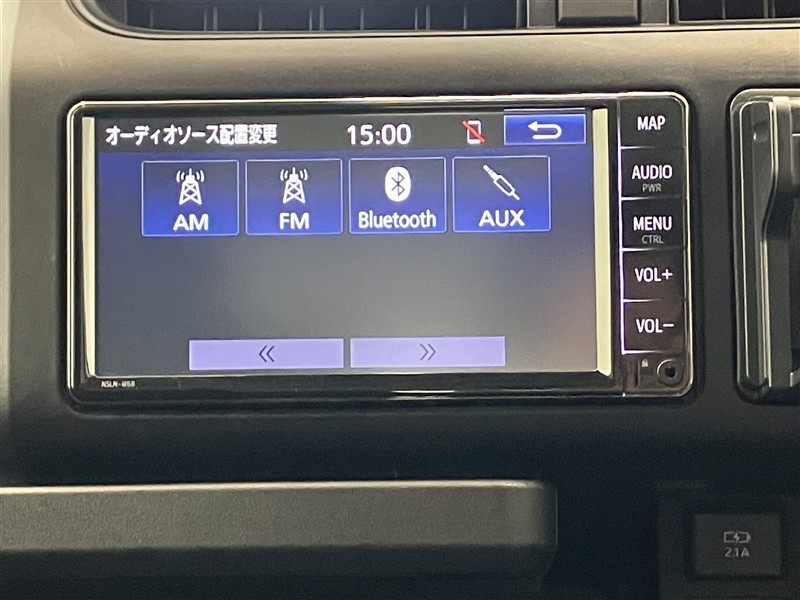 オーディオソース配置変更 15:00
MAP
AM FM Bluetooth AUX
AUDIO
PWR
MENU
CTRL
VOL+
VOL-
<< >>
NSLN-W68
2.1A